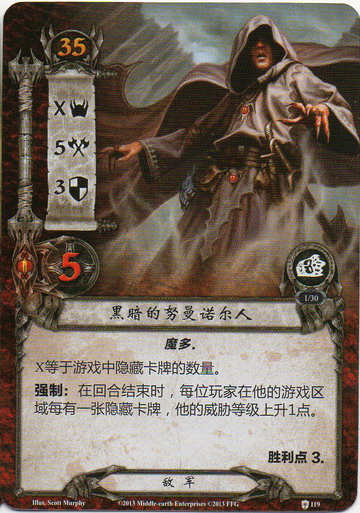 35
X
5
3
5
1/30
黑暗的努曼诺尔人
魔多.
X等于游戏中隐藏卡牌的数量。
强制：在回合结束时，每位玩家在他的游戏区
域每有一张隐藏卡牌，他的威胁等级上升1点。
胜利点 3.
敌军
Illus. Scott Murphy ©2013 Middle-earth Enterprises ©2013 FFG 119